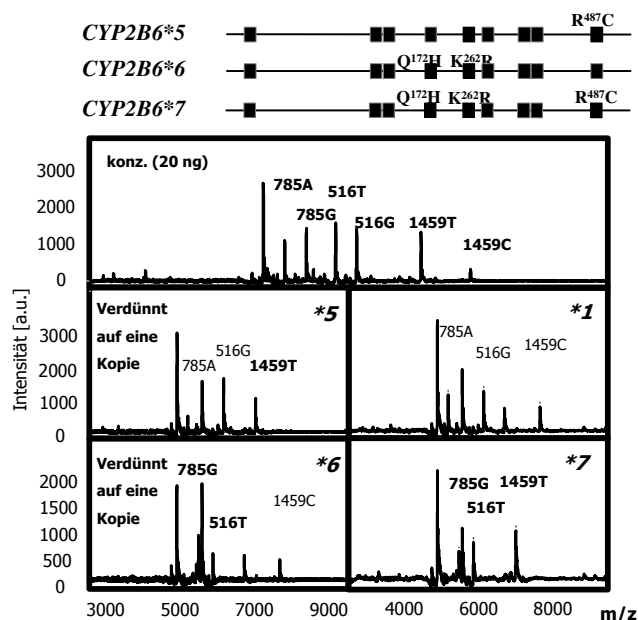 R⁴⁸⁷C
CYP2B6*5
Q¹⁷²H K²⁶²R
CYP2B6*6
Q¹⁷²H K²⁶²R R⁴⁸⁷C
CYP2B6*7
konz. (20 ng)
785A
516T
785G
516G
1459T
1459C
3000
2000
1000
0
Verdünnt auf eine Kopie
*5
785A
516G
1459T
*1
785A
516G
1459C
3000
2000
1000
0
Verdünnt auf eine Kopie
*6
785G
516T
1459C
*7
785G
516T
1459T
2000
1500
1000
500
0
Intensität [a.u.]
3000 5000 7000 9000 4000 6000 8000 m/z